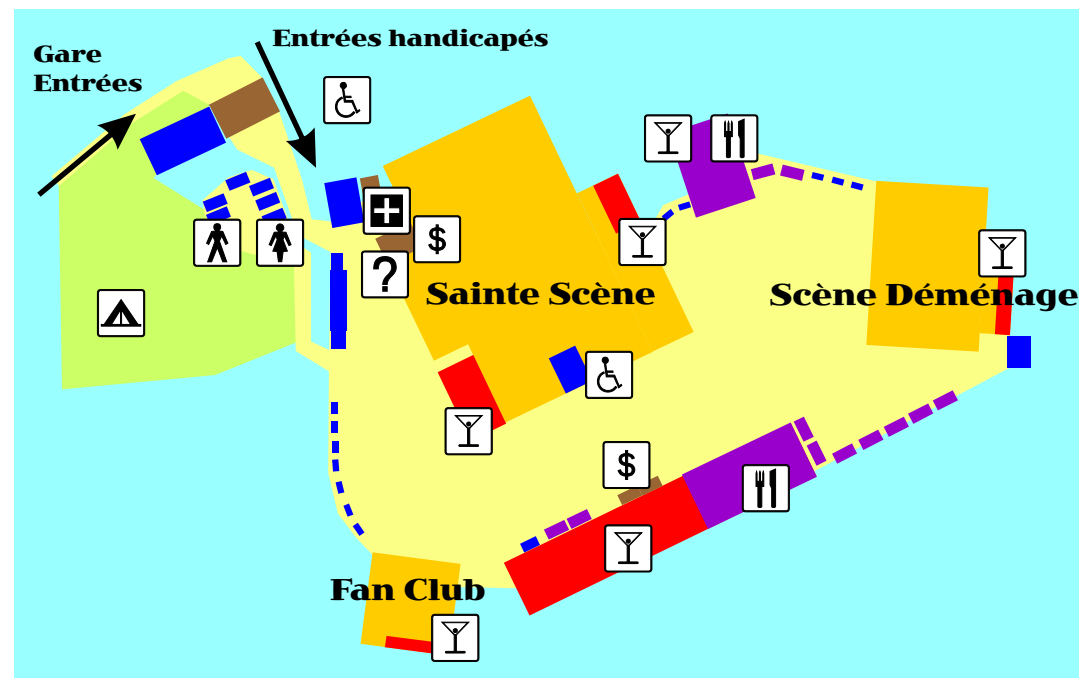 Gare
Entrées
Entrées handicapés
$
?
Sainte Scène
Scène Déménage
$
Fan Club